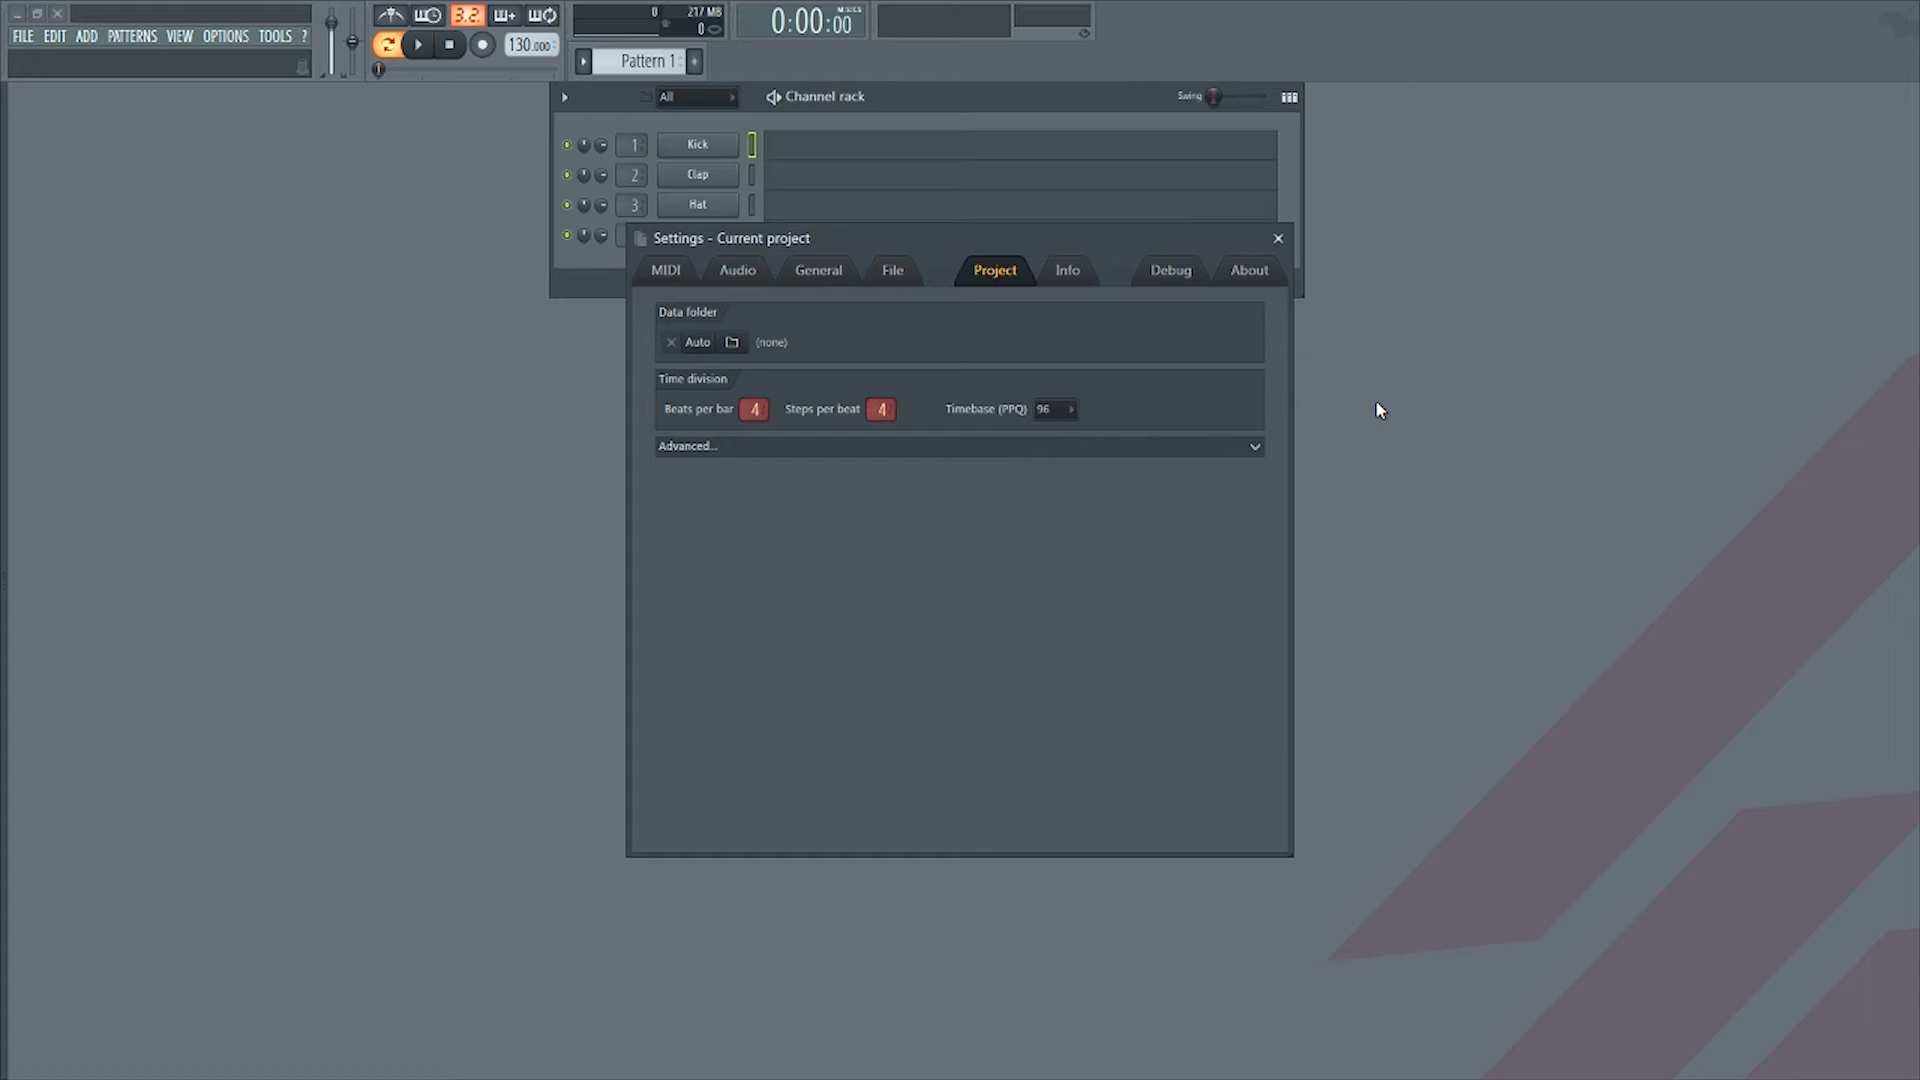 FILE EDIT ADD PATTERNS VIEW OPTIONS TOOLS ?
3.2.
130.000
0 217 MB
0
0:00:00
M:S:CS
Pattern 1
All
Channel rack
Swing
1 Kick
2 Clap
3 Hat
Settings - Current project
MIDI Audio General File Project Info Debug About
Data folder
Auto (none)
Time division
Beats per bar 4 Steps per beat 4 Timebase (PPQ) 96
Advanced...